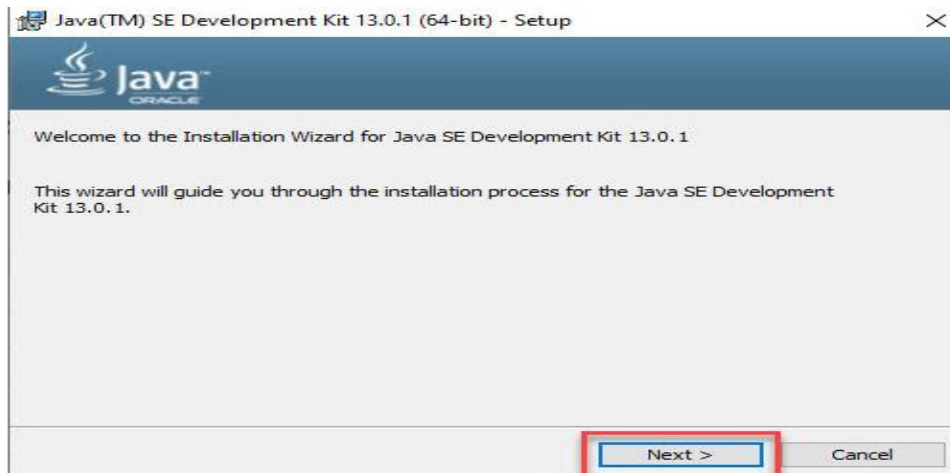 Java(TM) SE Development Kit 13.0.1 (64-bit) - Setup
Java™
ORACLE
Welcome to the Installation Wizard for Java SE Development Kit 13.0.1
This wizard will guide you through the installation process for the Java SE Development
Kit 13.0.1.
Next >
Cancel